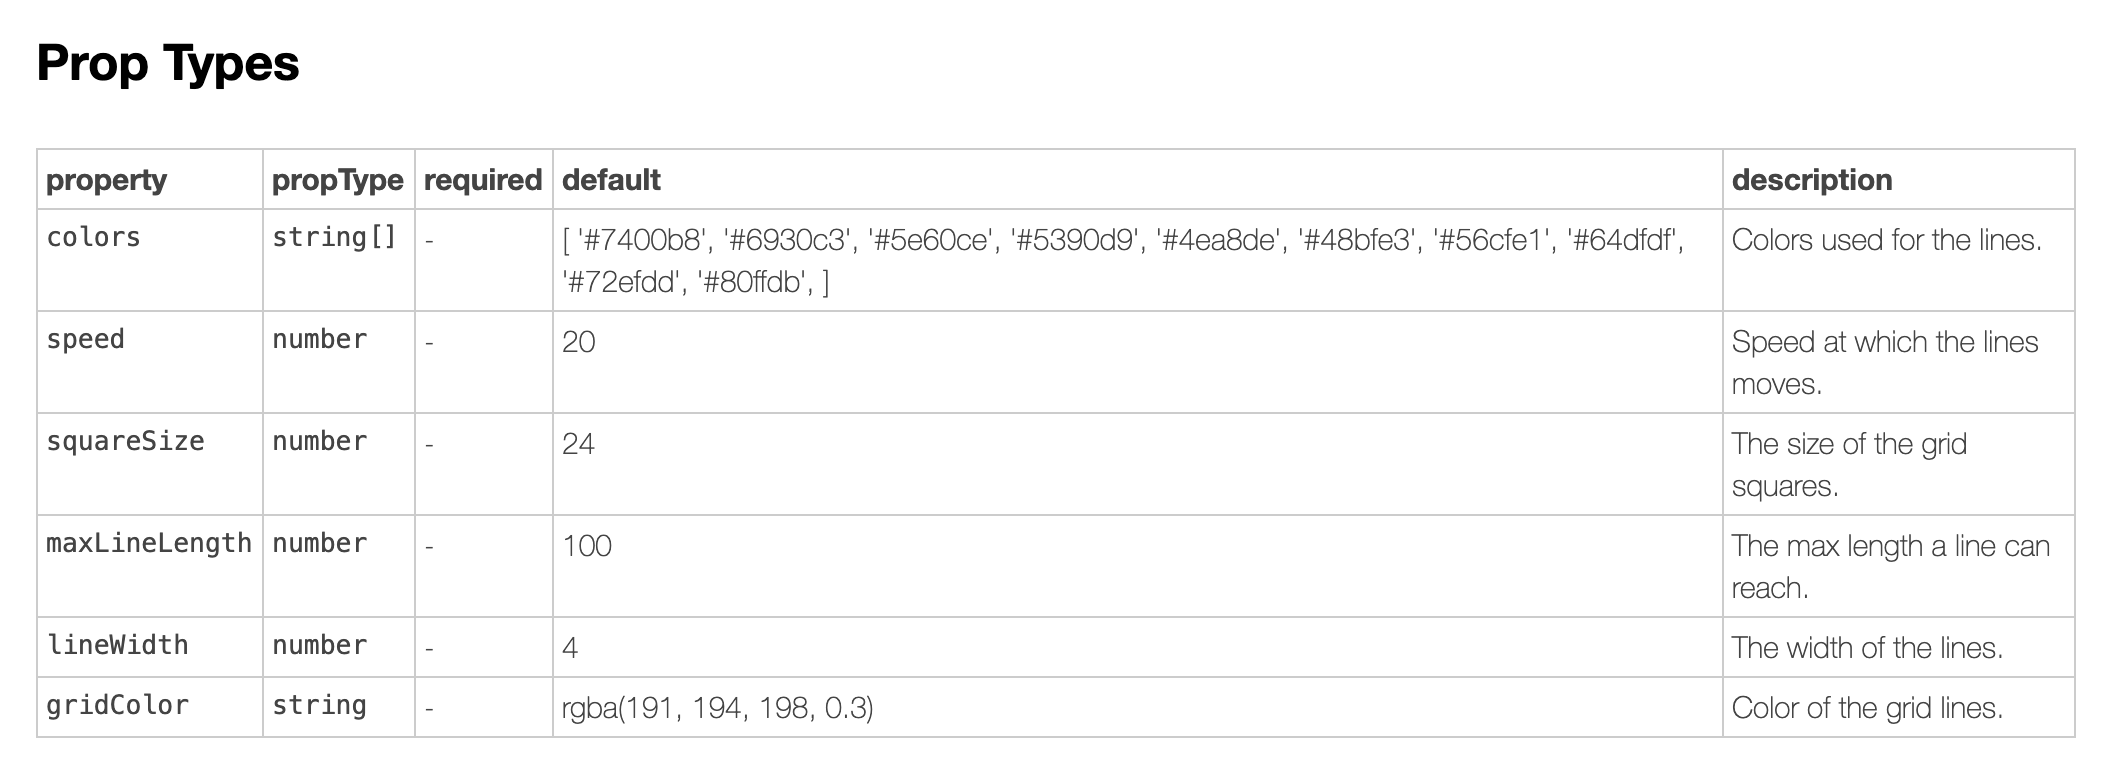 Prop Types
property propType required default description
colors string[] - [ '#7400b8', '#6930c3', '#5e60ce', '#5390d9', '#4ea8de', '#48bfe3', '#56cfe1', '#64dfdf', Colors used for the lines.
'#72efdd', '#80ffdb', ]
speed number - 20 Speed at which the lines
moves.
squareSize number - 24 The size of the grid
squares.
maxLineLength number - 100 The max length a line can
reach.
lineWidth number - 4 The width of the lines.
gridColor string - rgba(191, 194, 198, 0.3) Color of the grid lines.